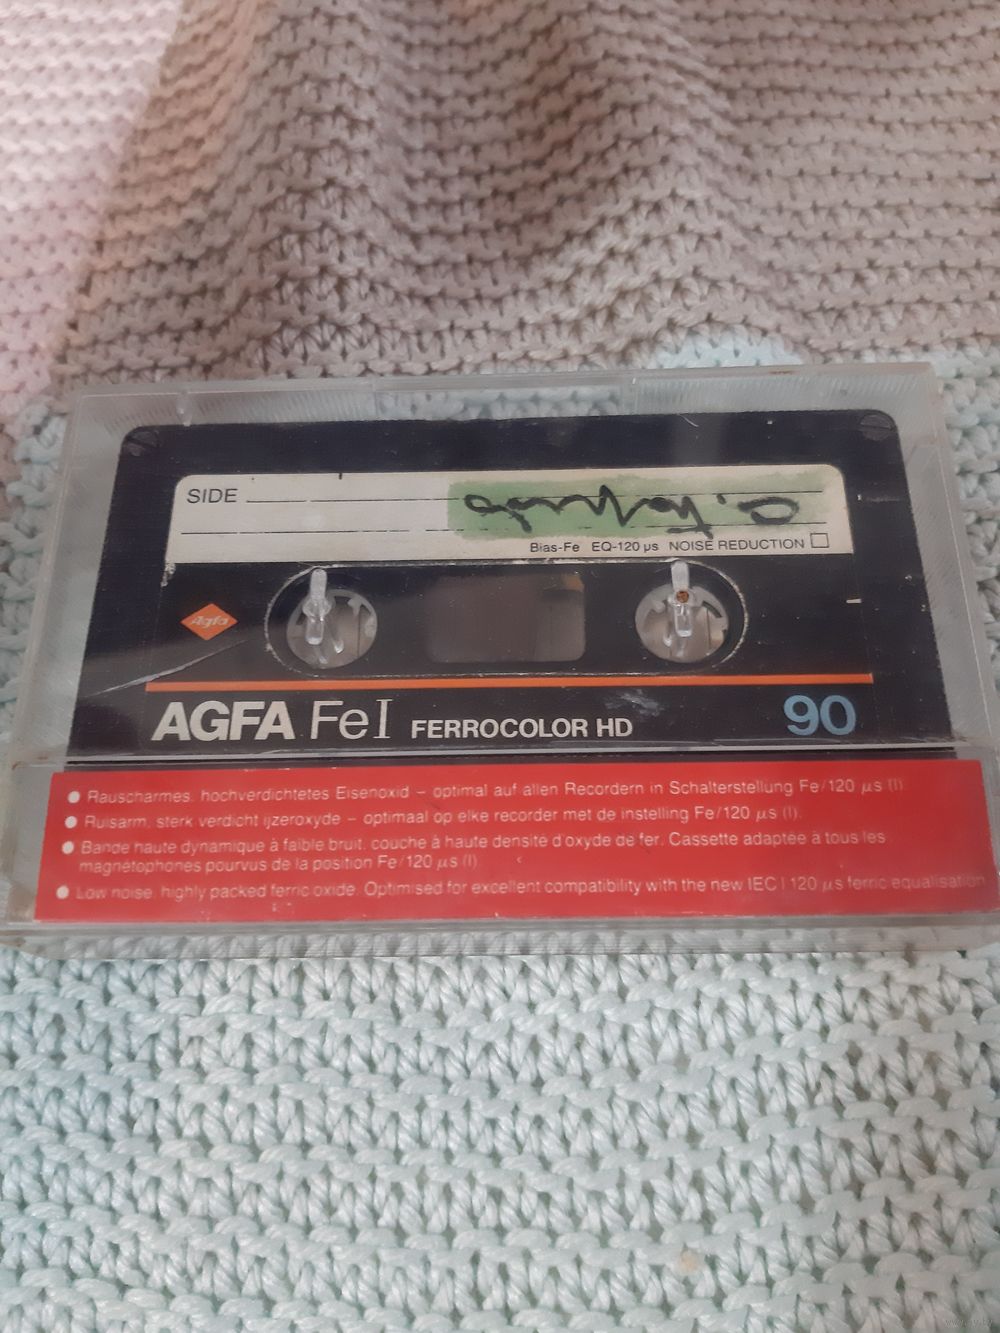 SIDE
Bias-Fe EQ-120 µs NOISE REDUCTION
Agfa
AGFA FeI FERROCOLOR HD 90
● Rauscharmes, hochverdichtetes Eisenoxid – optimal auf allen Recordern in Schalterstellung Fe/120 µs (I).
● Ruisarm, sterk verdicht ijzeroxyde – optimaal op elke recorder met de instelling Fe/120 µs (I).
● Bande haute dynamique à faible bruit, couche à haute densité d'oxyde de fer. Cassette adaptée à tous les
magnétophones pourvus de la position Fe/120 µs (I)
● Low noise, highly packed ferric oxide. Optimised for excellent compatibility with the new IEC I 120 µs ferric equalisation